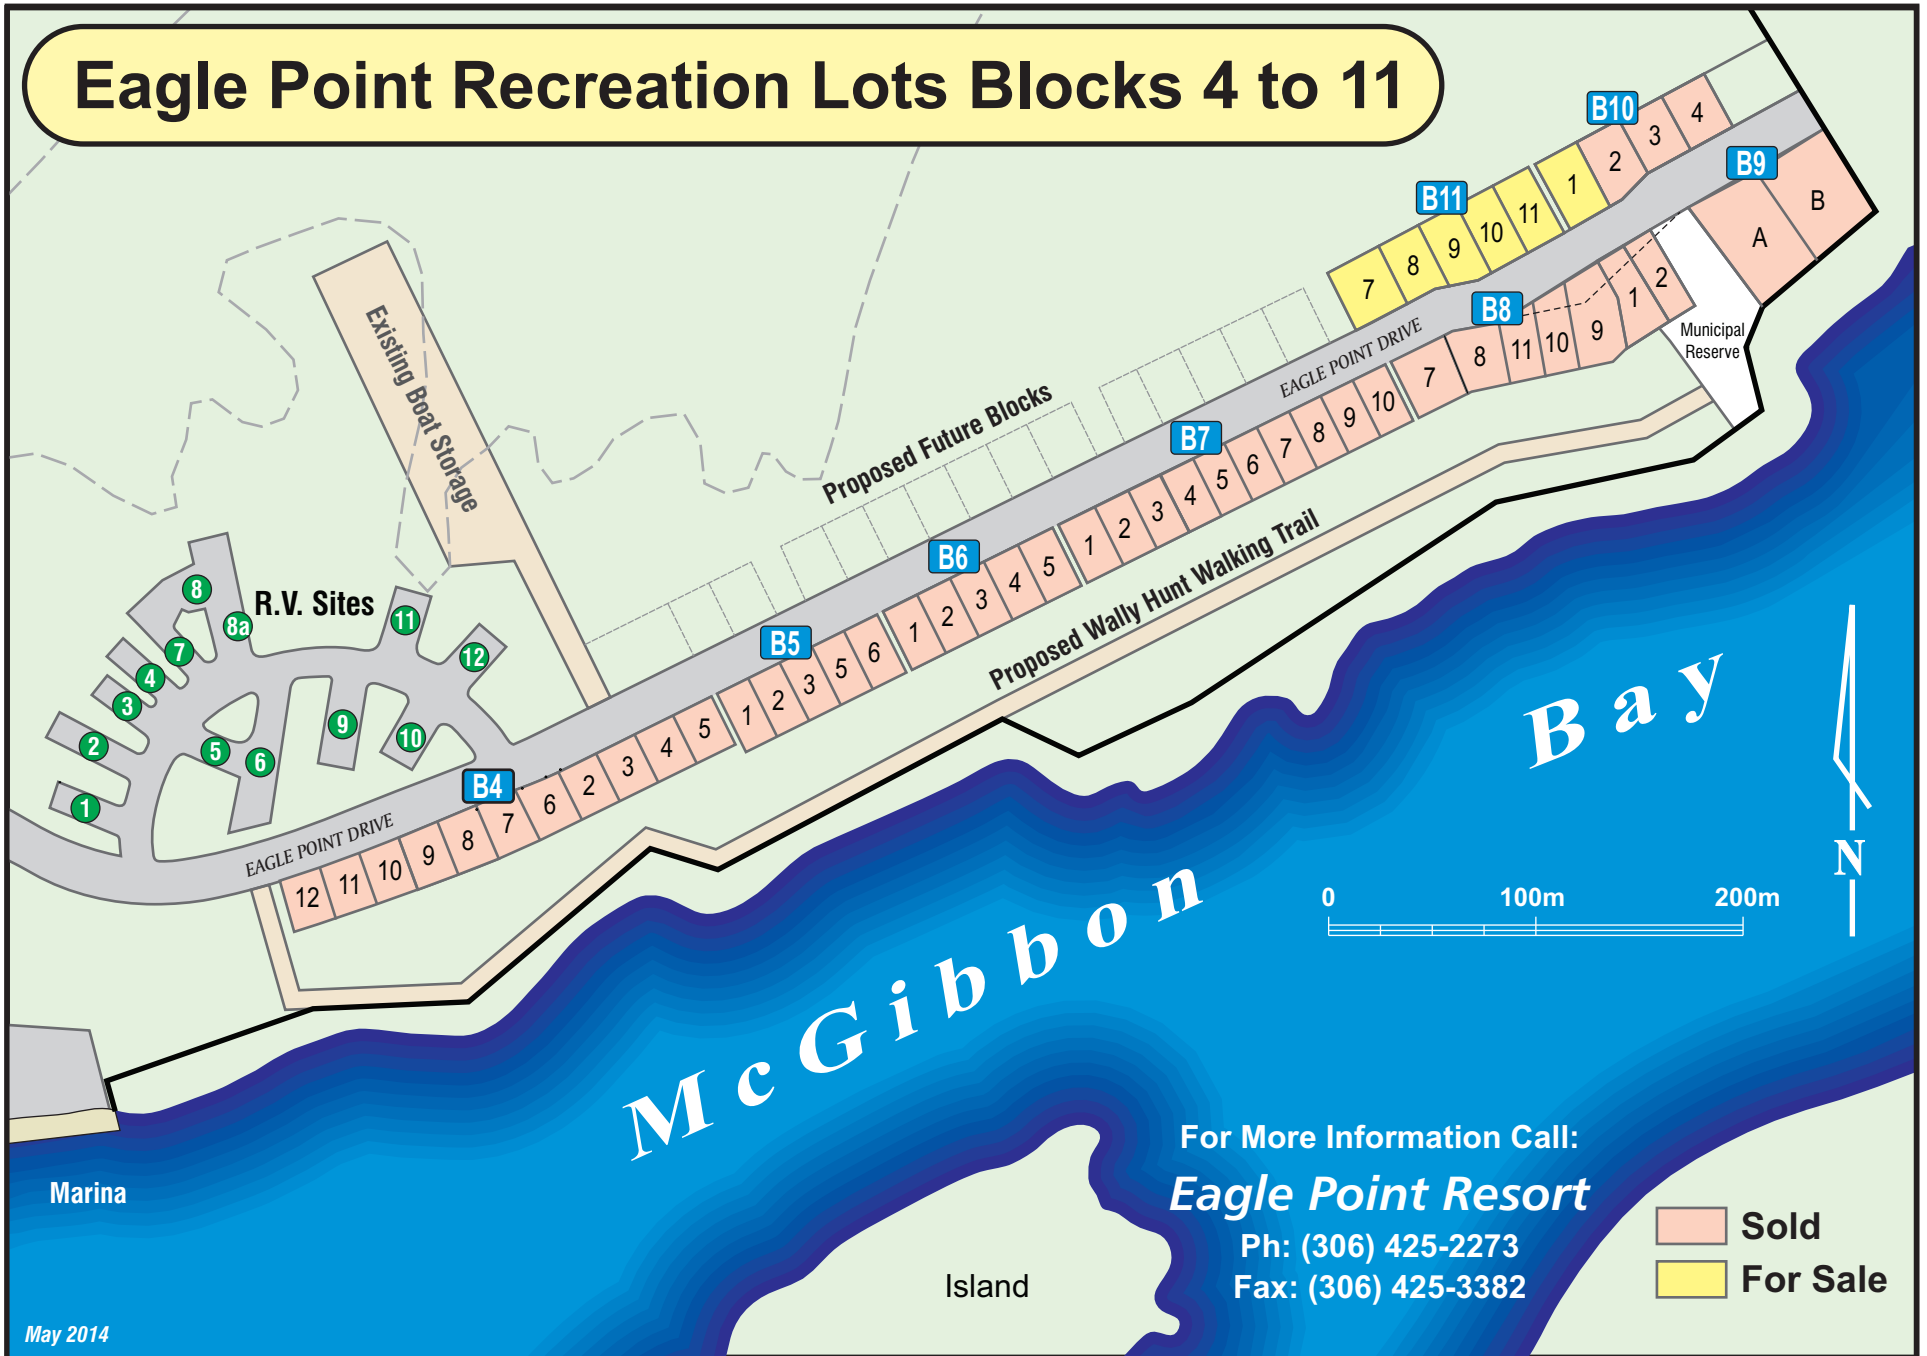 Eagle Point Recreation Lots Blocks 4 to 11
B10
4
3
2
1
B9
B
A
B11
11
10
9
8
7
B8
2
1
9
10
11
8
7
Municipal
Reserve
EAGLE POINT DRIVE
Existing Boat Storage
Proposed Future Blocks
B7
1
2
3
4
5
6
7
8
9
10
B6
1
2
3
4
5
Proposed Wally Hunt Walking Trail
B5
1
2
3
5
6
R.V. Sites
8
8a
7
4
3
2
1
5
6
9
10
11
12
B4
12
11
10
9
8
7
6
2
3
4
5
EAGLE POINT DRIVE
McGibbon Bay
N
0 100m 200m
For More Information Call:
Eagle Point Resort
Ph: (306) 425-2273
Fax: (306) 425-3382
Sold
For Sale
Marina
Island
May 2014